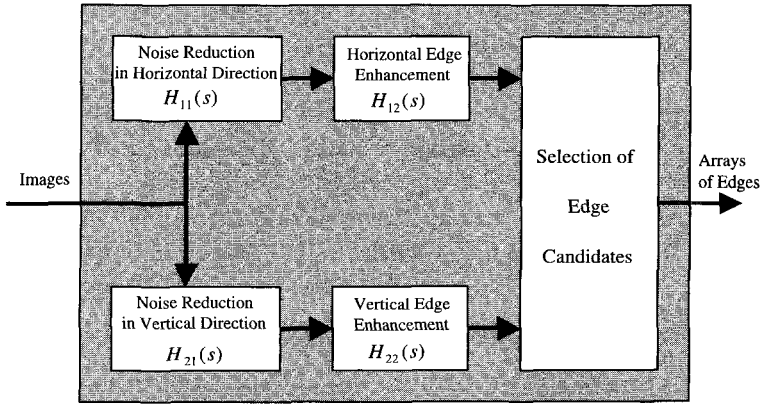 Images
Noise Reduction
in Horizontal Direction
H11(s)
Horizontal Edge
Enhancement
H12(s)
Noise Reduction
in Vertical Direction
H21(s)
Vertical Edge
Enhancement
H22(s)
Selection of
Edge
Candidates
Arrays
of Edges